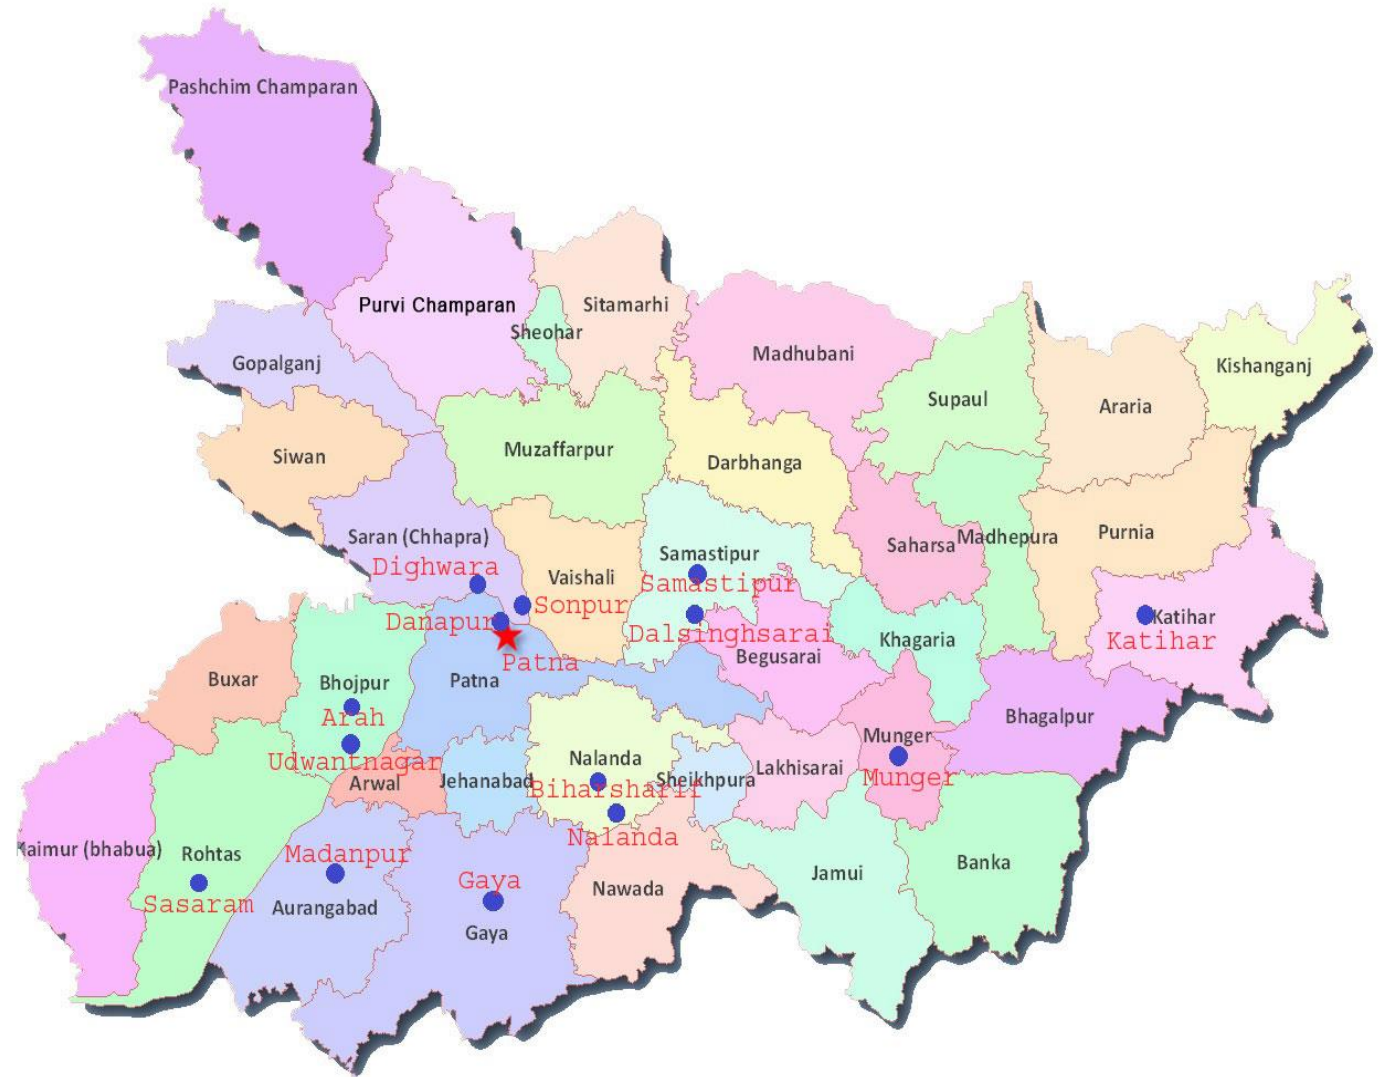 Pashchim Champaran
Purvi Champaran
Sheohar
Sitamarhi
Gopalganj
Madhubani
Kishanganj
Supaul
Araria
Siwan
Muzaffarpur
Darbhanga
Saran (Chhapra)
Dighwara
Vaishali
Sonpur
Samastipur
Samastipur
Saharsa
Madhepura
Purnia
Danapur
Patna
Dalsinghsarai
Begusarai
Khagaria
Katihar
Katihar
Buxar
Bhojpur
Patna
Arah
Udwantnagar
Bhagalpur
Munger
Munger
Nalanda
Biharsharif
Nalanda
Sheikhpura
Lakhisarai
Arwal
Jehanabad
Kaimur (bhabua)
Rohtas
Sasaram
Madanpur
Aurangabad
Gaya
Gaya
Nawada
Jamui
Banka